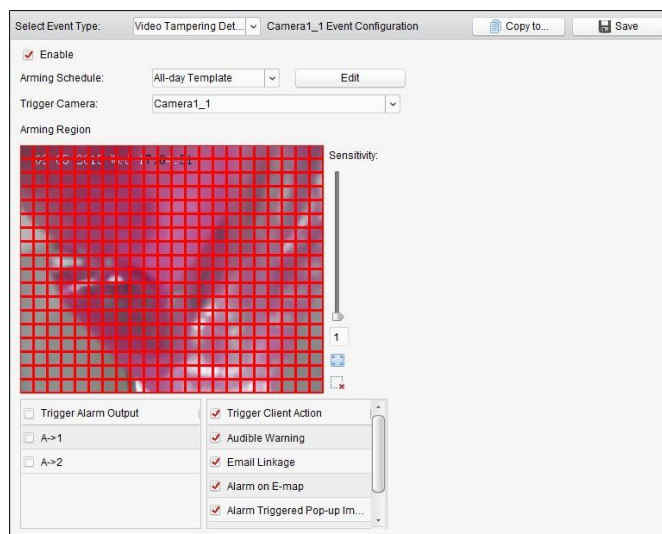 Select Event Type: Video Tampering Det... Camera1_1 Event Configuration Copy to... Save
Enable
Arming Schedule: All-day Template Edit
Trigger Camera: Camera1_1
Arming Region
Sensitivity:
1
Trigger Alarm Output
A->1
A->2
Trigger Client Action
Audible Warning
Email Linkage
Alarm on E-map
Alarm Triggered Pop-up Im...